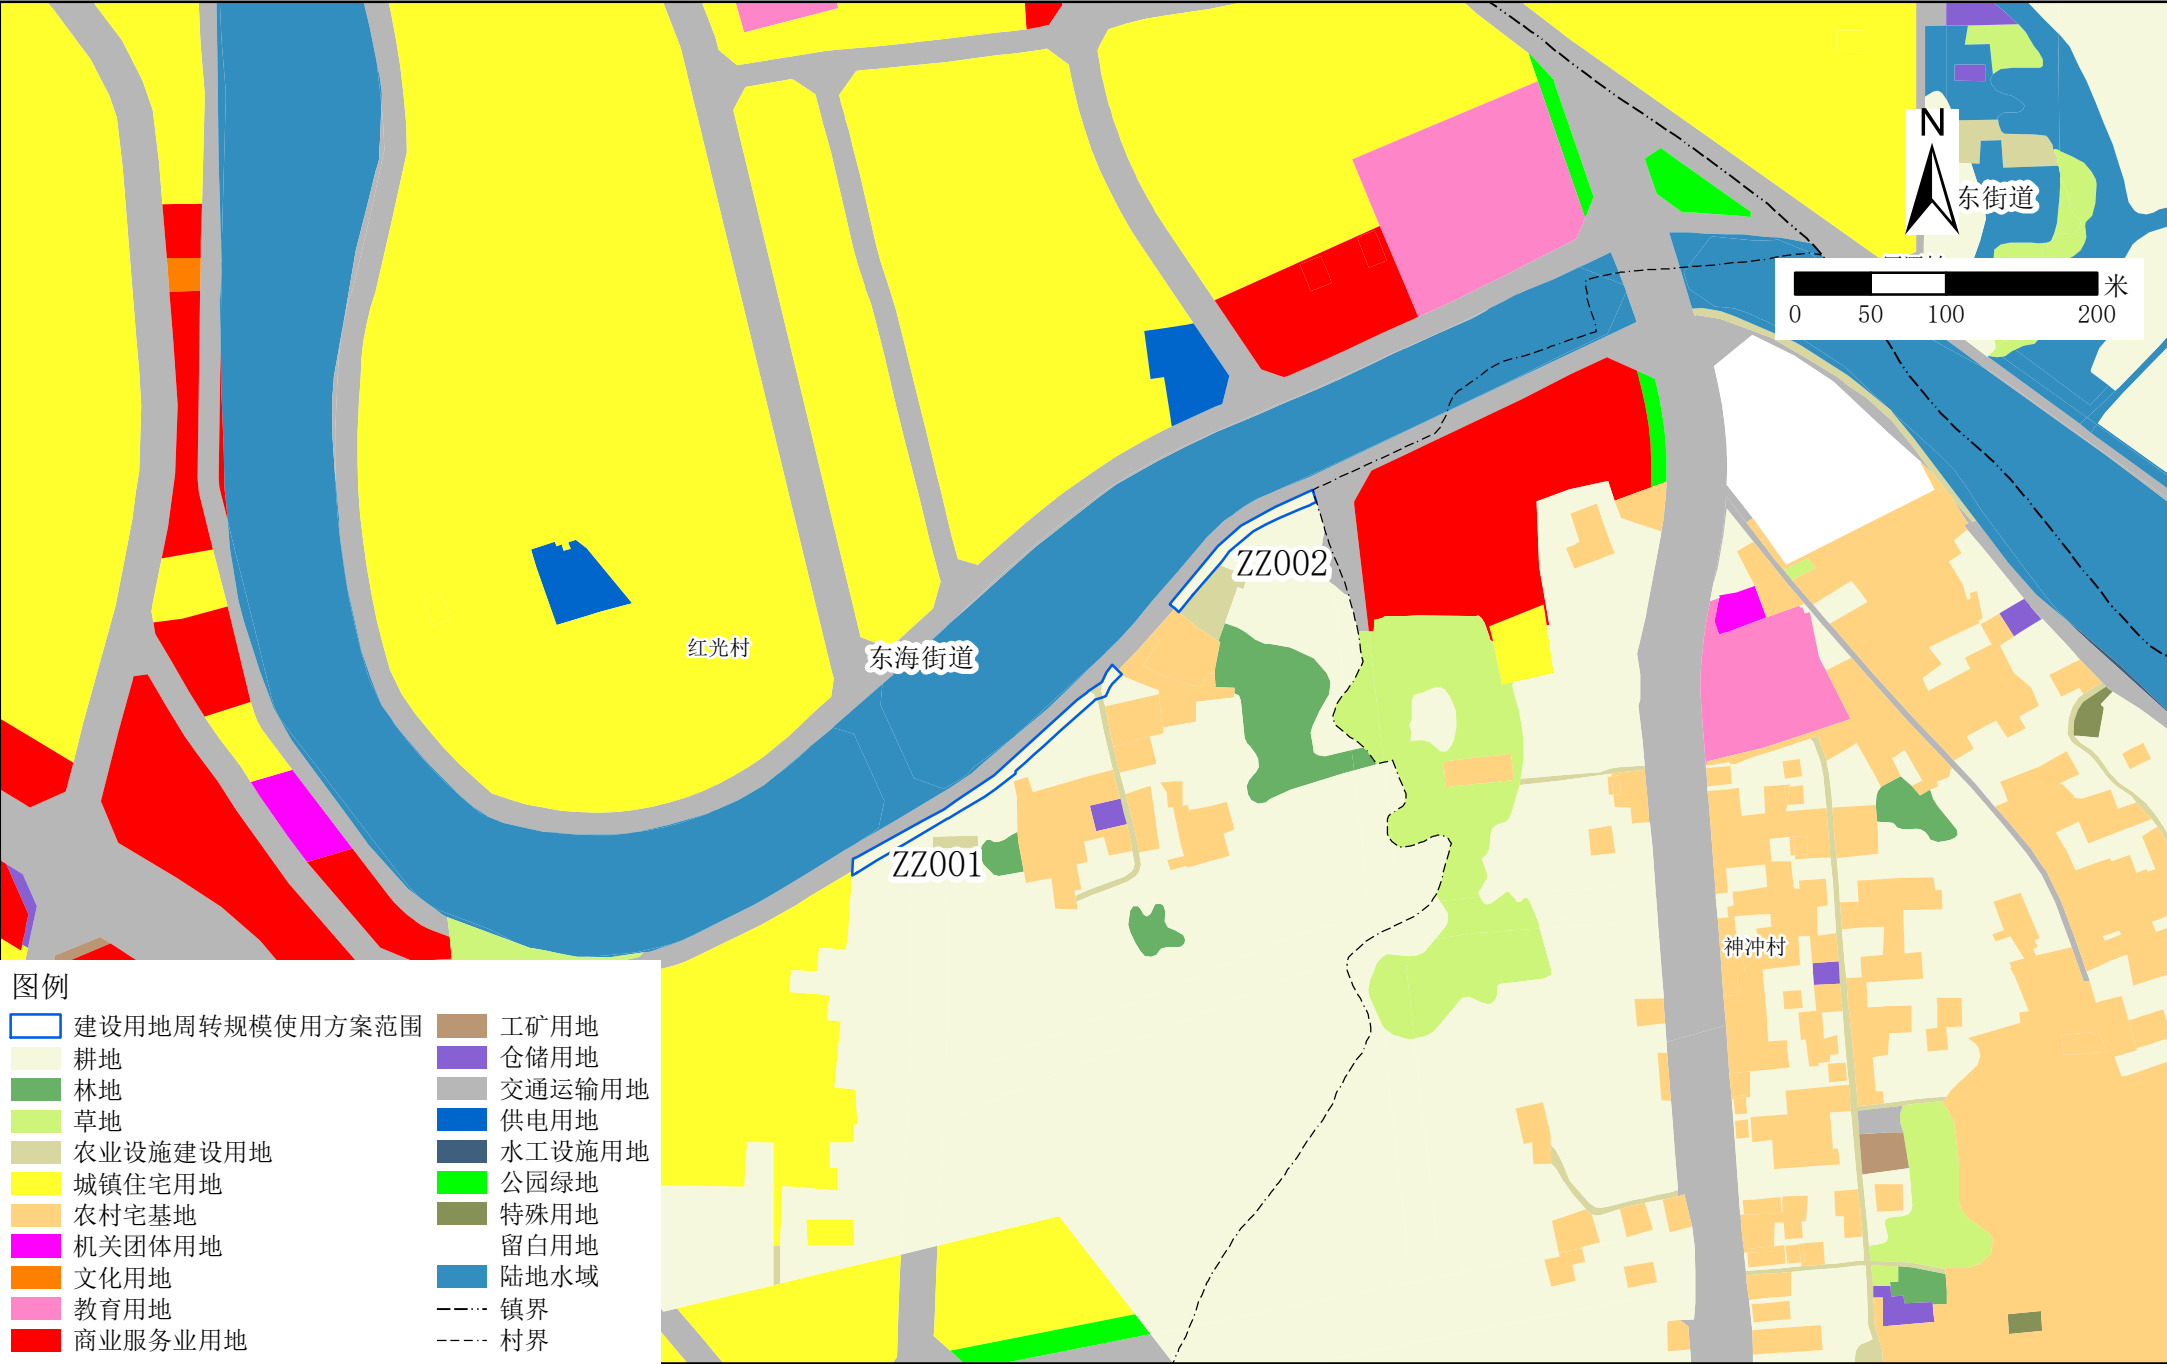 N
东街道
米
0 50 100 200
ZZ002
红光村
东海街道
ZZ001
神冲村
图例
建设用地周转规模使用方案范围
耕地
林地
草地
农业设施建设用地
城镇住宅用地
农村宅基地
机关团体用地
文化用地
教育用地
商业服务业用地
工矿用地
仓储用地
交通运输用地
供电用地
水工设施用地
公园绿地
特殊用地
留白用地
陆地水域
镇界
村界